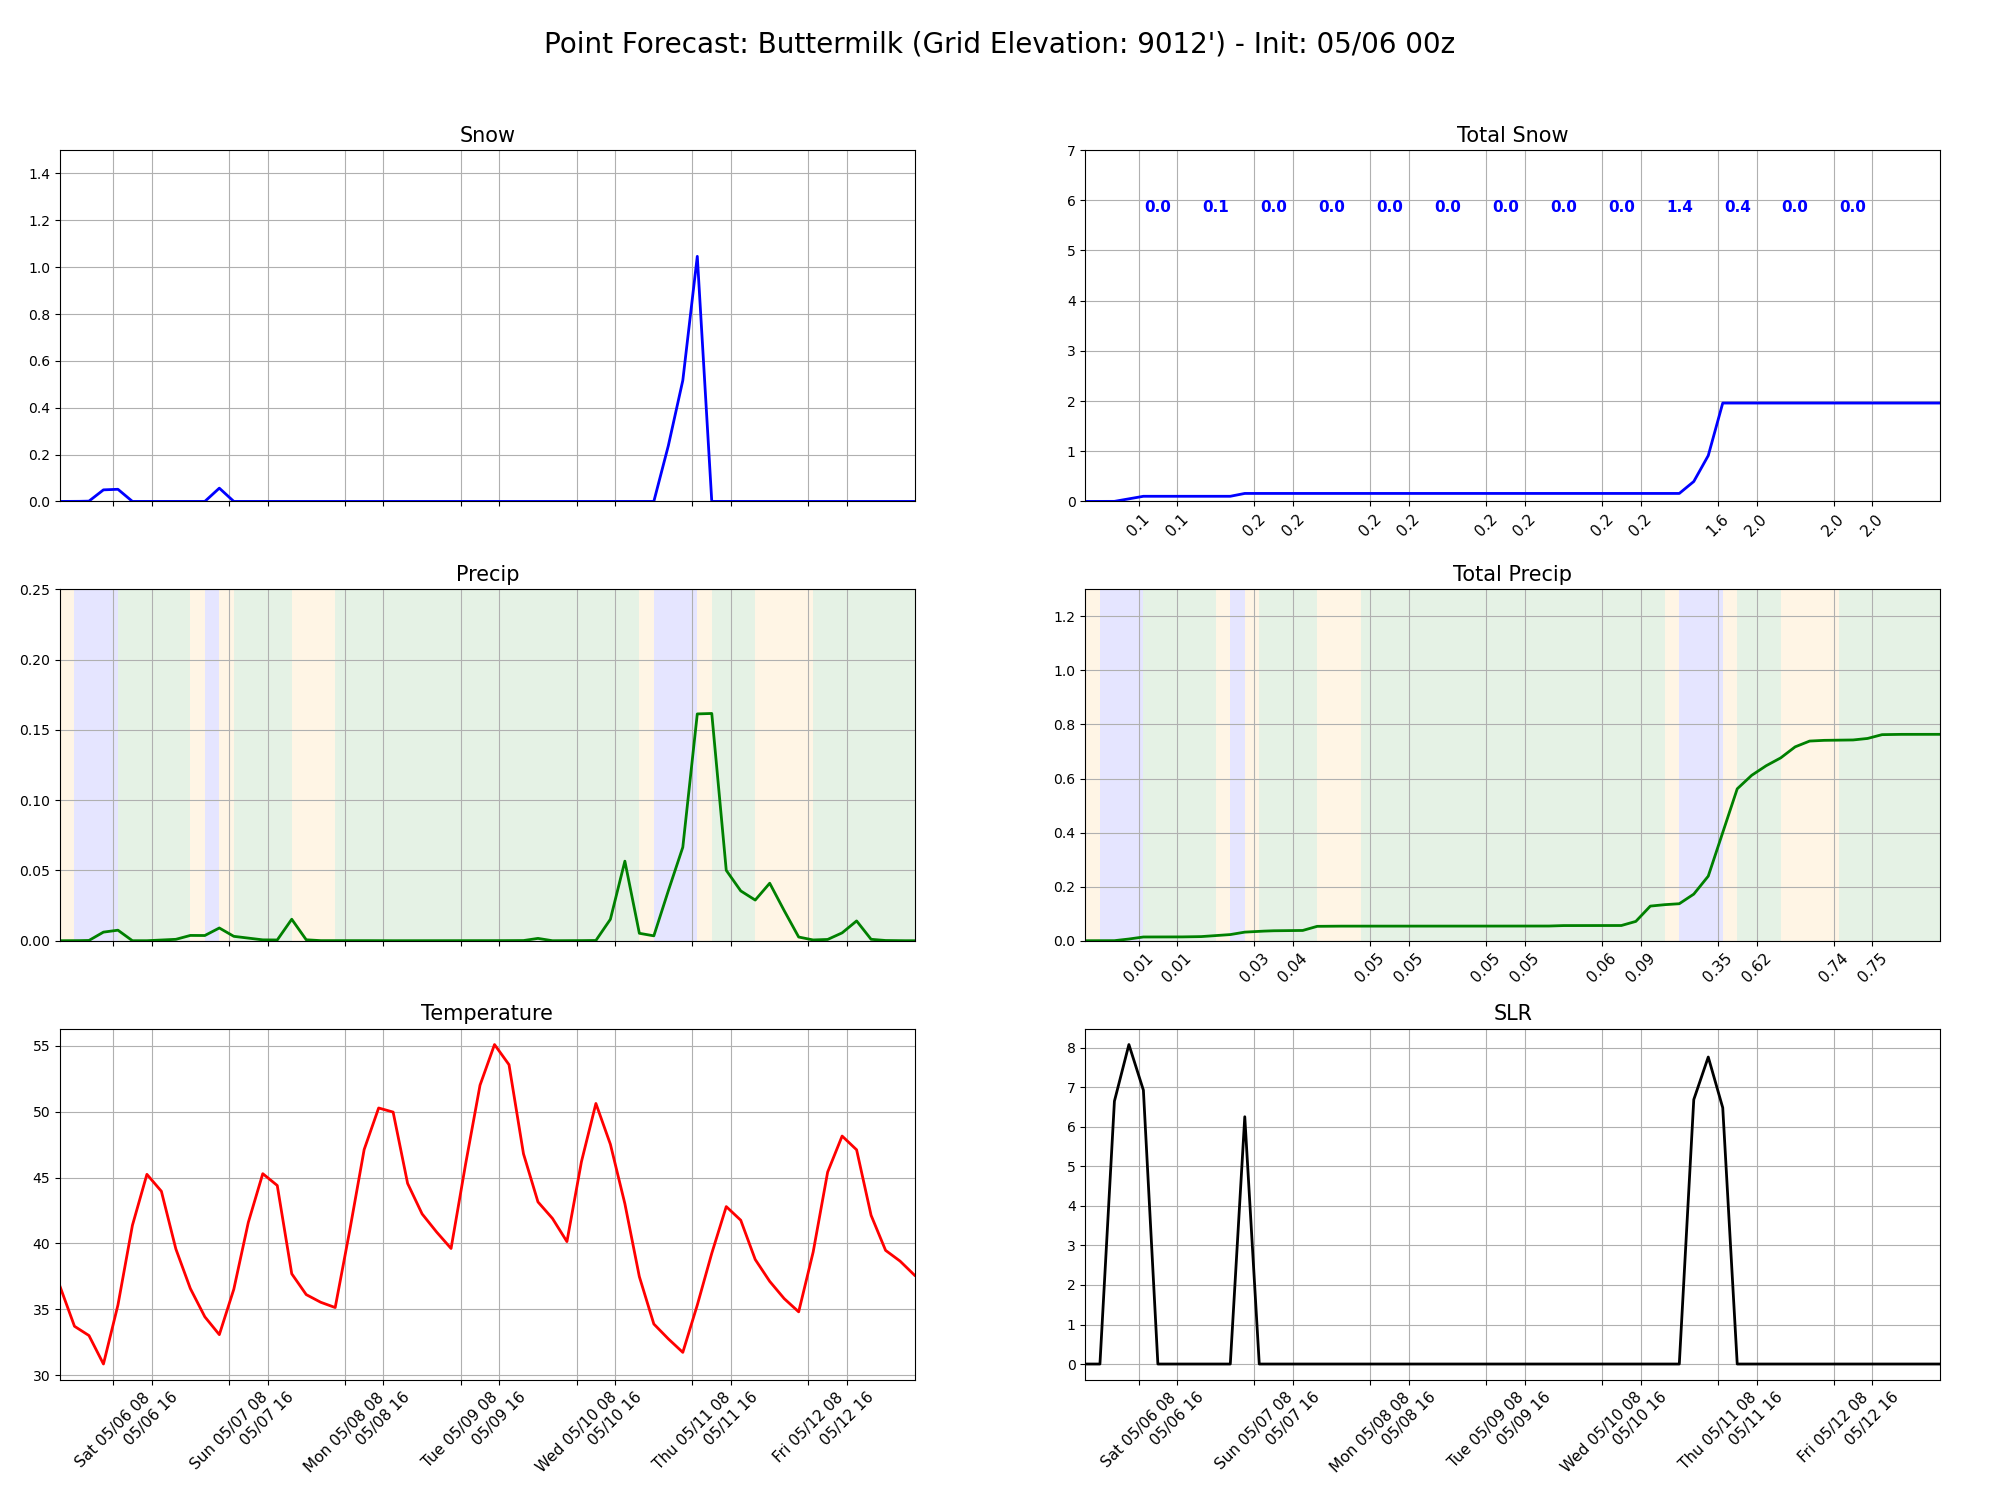 Point Forecast: Buttermilk (Grid Elevation: 9012') - Init: 05/06 00z
Snow
1.4
1.2
1.0
0.8
0.6
0.4
0.2
0.0
Total Snow
7
6
5
4
3
2
1
0
0.0 0.1 0.0 0.0 0.0 0.0 0.0 0.0 0.0 1.4 0.4 0.0 0.0
0.1 0.1 0.2 0.2 0.2 0.2 0.2 0.2 0.2 0.2 1.6 2.0 2.0 2.0
Precip
0.25
0.20
0.15
0.10
0.05
0.00
Total Precip
1.2
1.0
0.8
0.6
0.4
0.2
0.0
0.01 0.01 0.03 0.04 0.05 0.05 0.05 0.05 0.06 0.09 0.35 0.62 0.74 0.75
Temperature
55
50
45
40
35
30
Sat 05/06 08
05/06 16
Sun 05/07 08
05/07 16
Mon 05/08 08
05/08 16
Tue 05/09 08
05/09 16
Wed 05/10 08
05/10 16
Thu 05/11 08
05/11 16
Fri 05/12 08
05/12 16
SLR
8
7
6
5
4
3
2
1
0
Sat 05/06 08
05/06 16
Sun 05/07 08
05/07 16
Mon 05/08 08
05/08 16
Tue 05/09 08
05/09 16
Wed 05/10 08
05/10 16
Thu 05/11 08
05/11 16
Fri 05/12 08
05/12 16